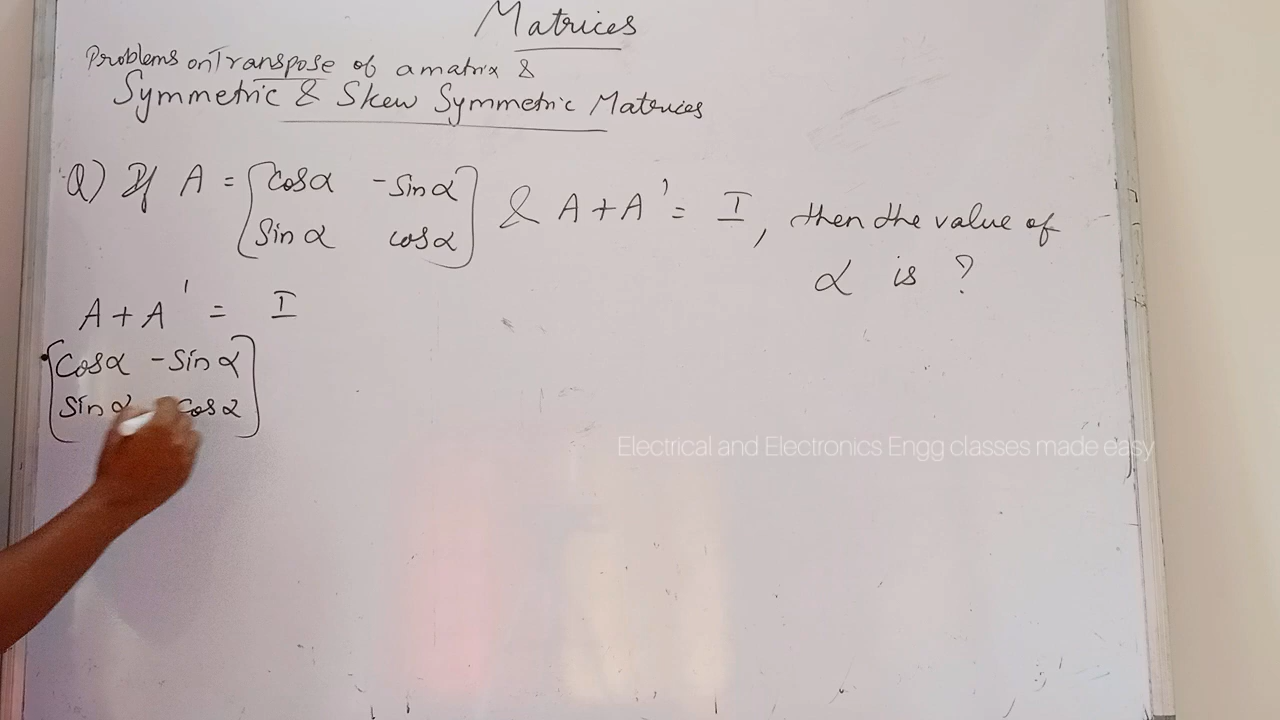 Matrices
Problems on Transpose of a matrix &
Symmetric & Skew Symmetric Matrices
Q) If A = [cosα -sinα
Sinα cosα] & A + A' = I, then the value of
α is ?
A + A' = I
[Cosα -Sinα
Sinα cosα]
Electrical and Electronics Engg classes made easy